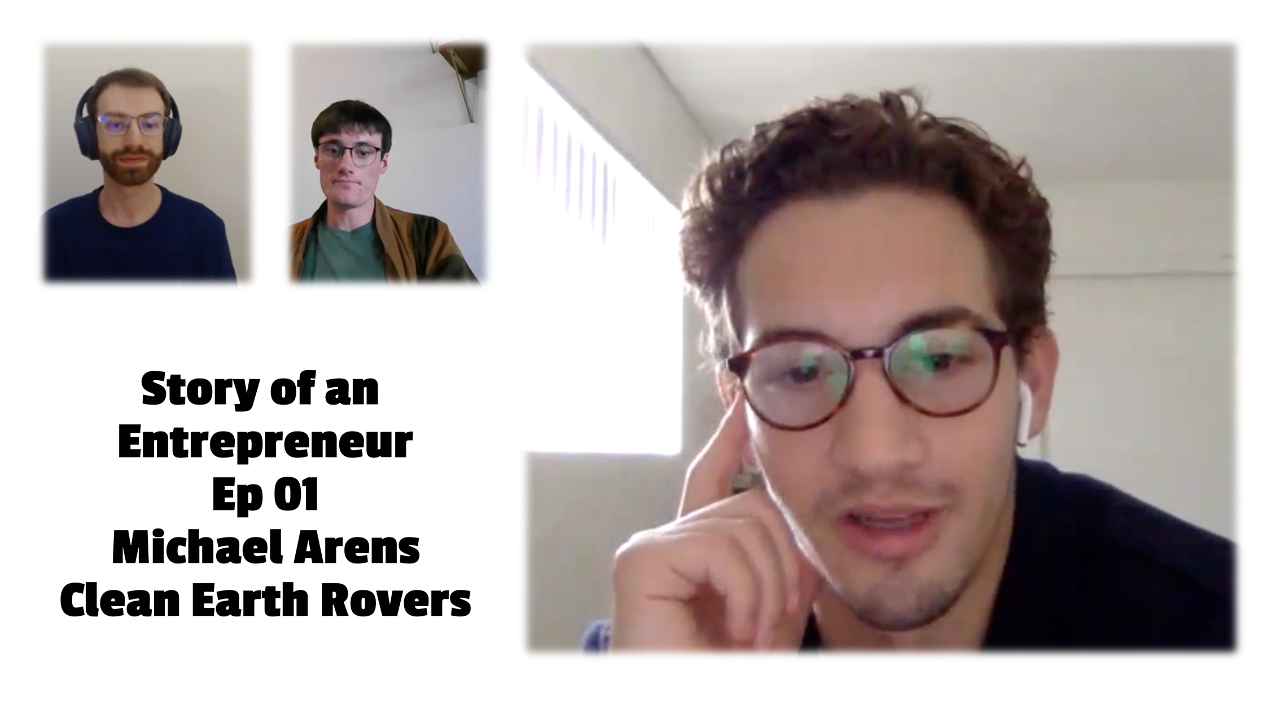 Story of an
Entrepreneur
Ep 01
Michael Arens
Clean Earth Rovers